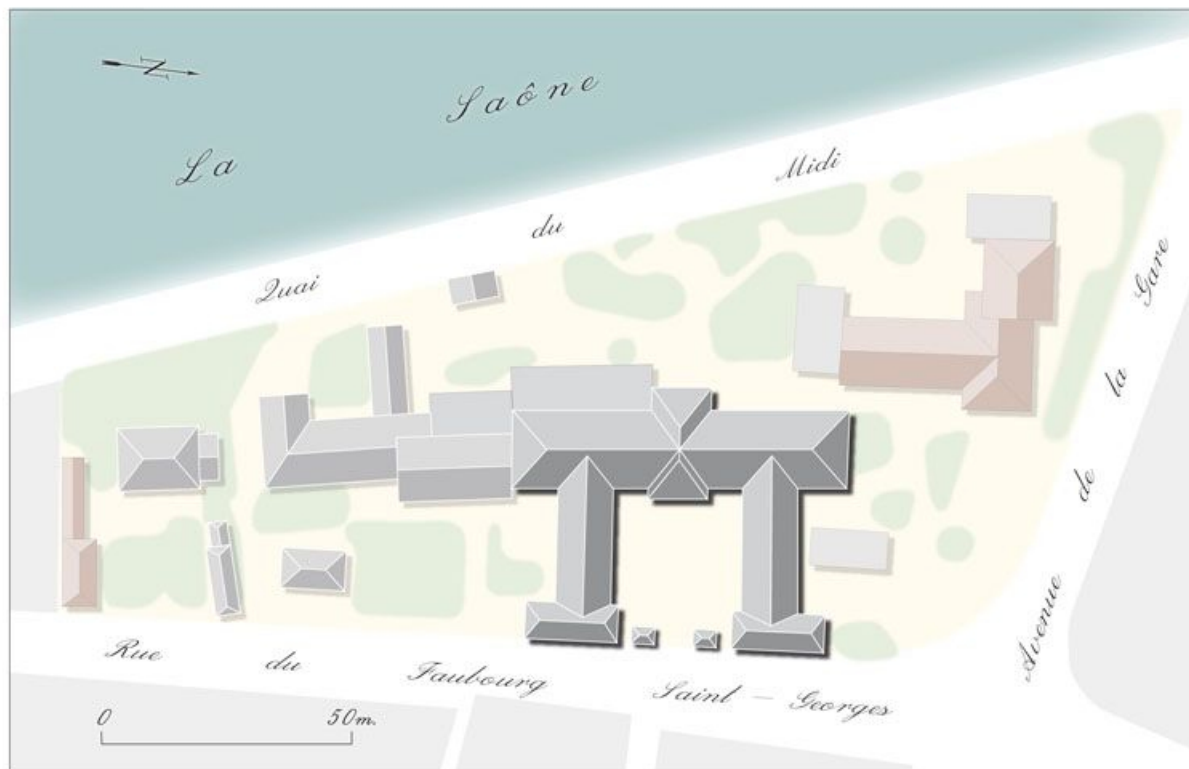 N
La Saône
Quai du Midi
Avenue de la Gare
Rue du Faubourg Saint - Georges
0 50m.